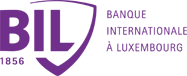 BIL
1856
BANQUE
INTERNATIONALE
À LUXEMBOURG